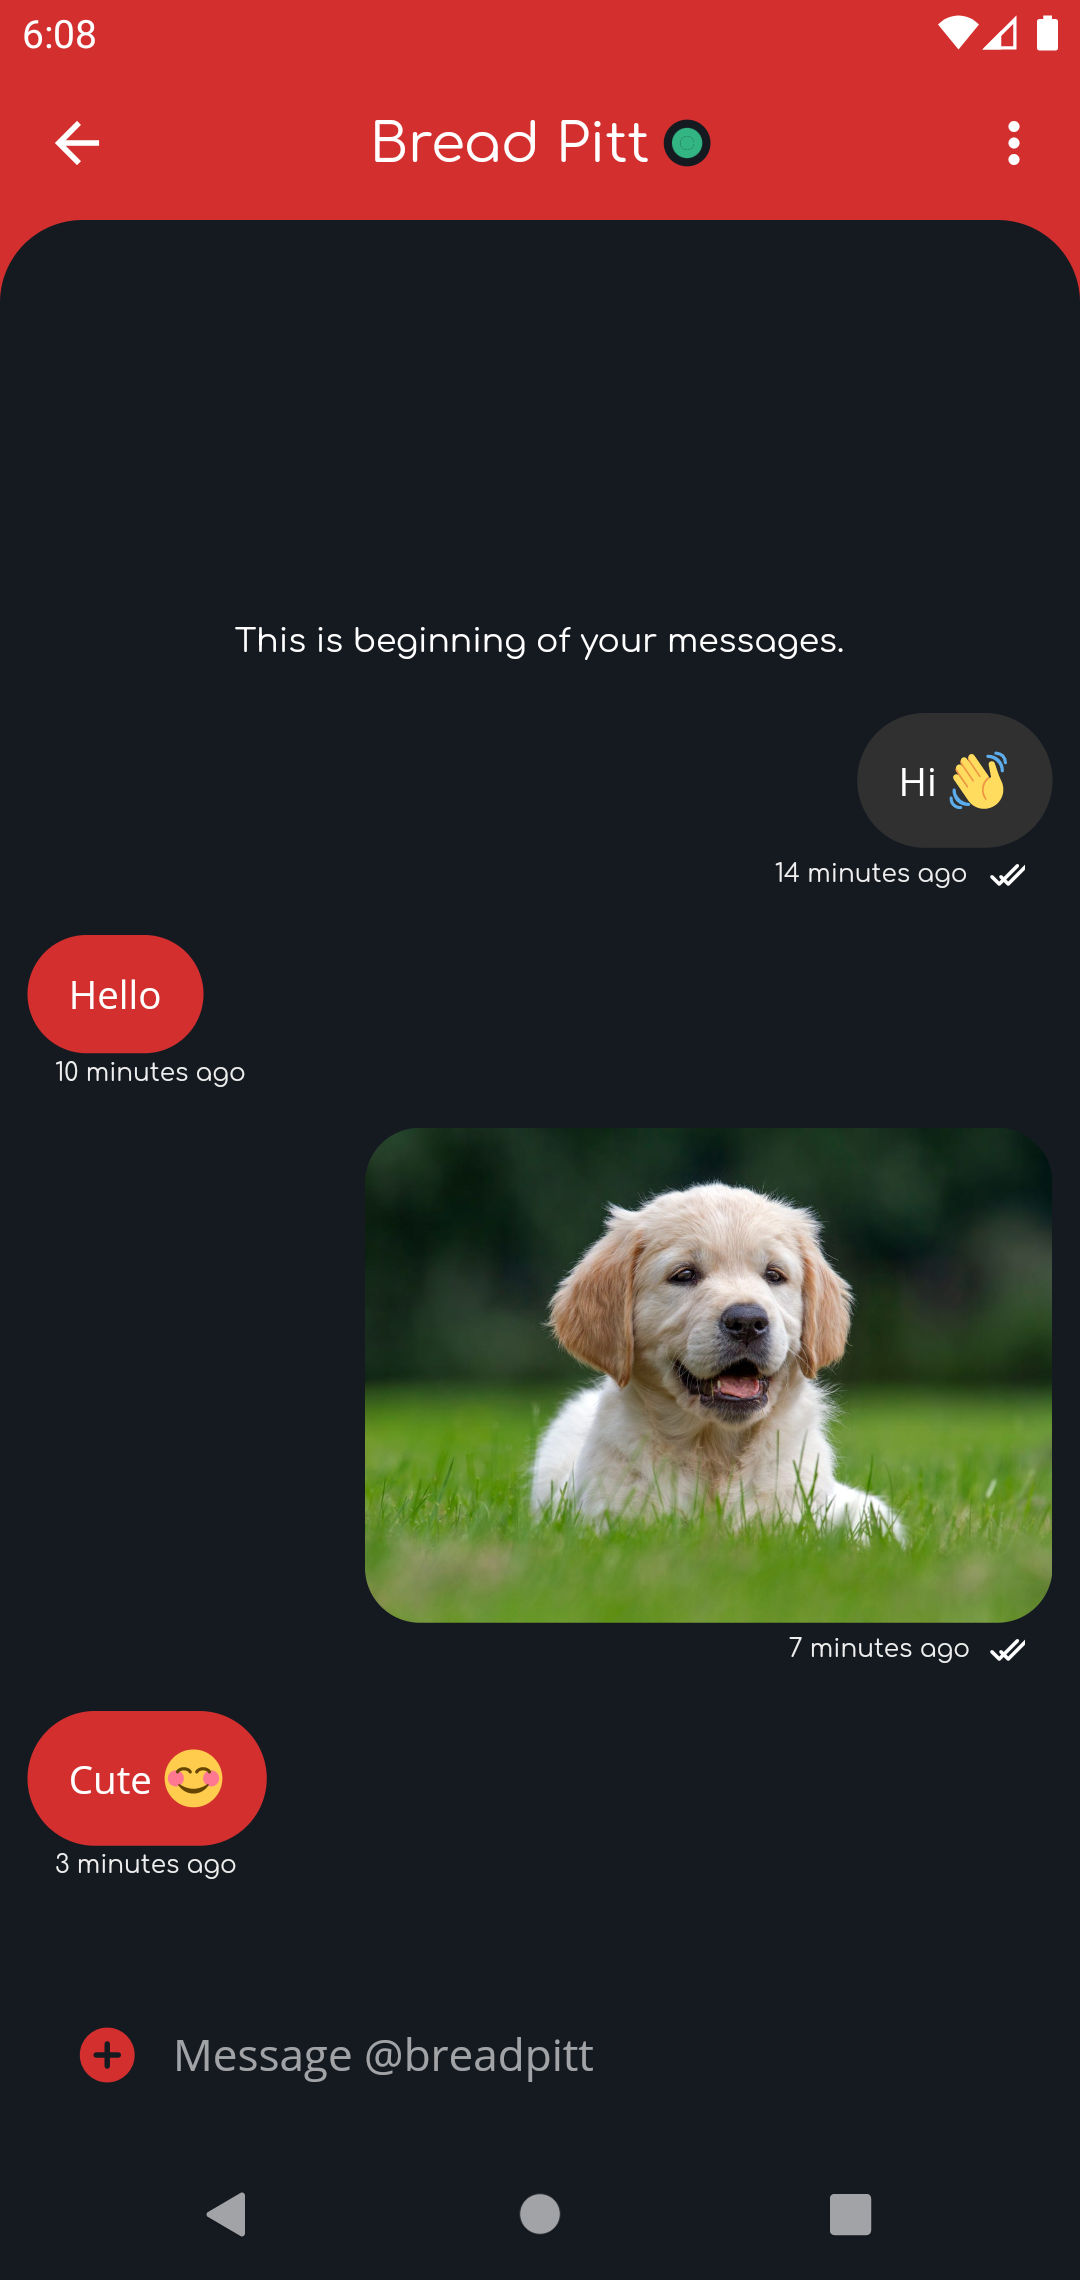 6:08
Bread Pitt
This is beginning of your messages.
Hi 👋
14 minutes ago
Hello
10 minutes ago
7 minutes ago
Cute 😊
3 minutes ago
Message @breadpitt